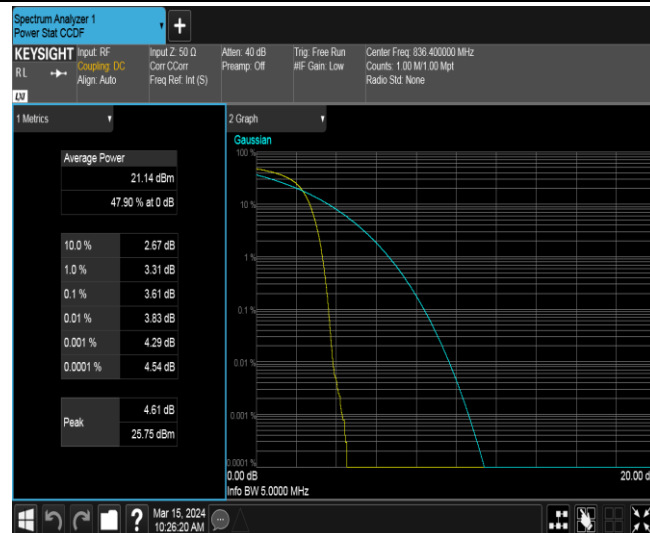 Spectrum Analyzer 1
Power Stat CCDF
+
KEYSIGHT
RL
LXI
Input: RF
Coupling: DC
Align: Auto
Input Z: 50 Ω
Corr CCorr
Freq Ref: Int (S)
Atten: 40 dB
Preamp: Off
Trig: Free Run
#IF Gain: Low
Center Freq: 836.400000 MHz
Counts: 1.00 M/1.00 Mpt
Radio Std: None
1 Metrics
Average Power
21.14 dBm
47.90 % at 0 dB
10.0 % 2.67 dB
1.0 % 3.31 dB
0.1 % 3.61 dB
0.01 % 3.83 dB
0.001 % 4.29 dB
0.0001 % 4.54 dB
Peak
4.61 dB
25.75 dBm
2 Graph
Gaussian
100 %
10 %
1 %
0.1 %
0.01 %
0.001 %
0.0001 %
0.00 dB
20.00 d
Info BW 5.0000 MHz
?
Mar 15, 2024
10:26:20 AM